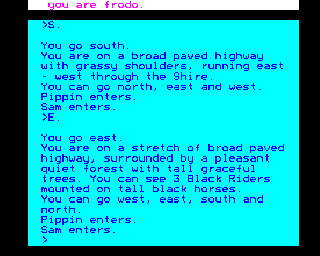 you are frodo.
>S.
You go south.
You are on a broad paved highway
with grassy shoulders, running east
- west through the Shire.
You can go north, east and west.
Pippin enters.
Sam enters.
>E.
You go east.
You are on a stretch of broad paved
highway, surrounded by a pleasant
quiet forest with tall graceful
trees. You can see 3 Black Riders
mounted on tall black horses.
You can go west, east, south and
north.
Pippin enters.
Sam enters.
>